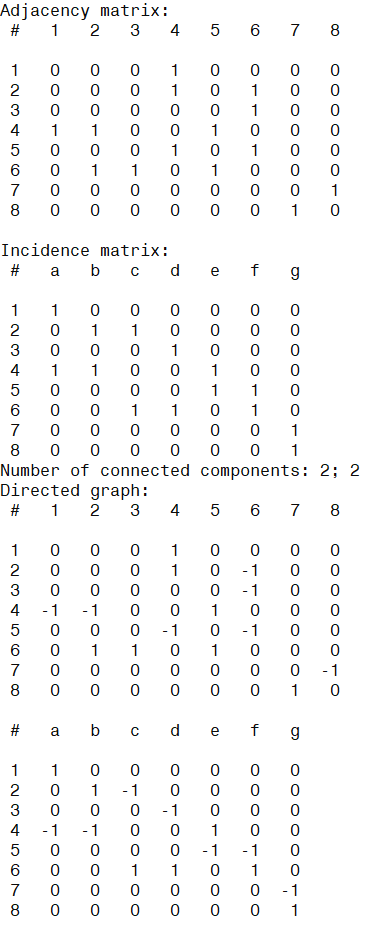 Adjacency matrix:
# 1 2 3 4 5 6 7 8
1 0 0 0 1 0 0 0 0
2 0 0 0 1 0 1 0 0
3 0 0 0 0 0 1 0 0
4 1 1 0 0 1 0 0 0
5 0 0 0 1 0 1 0 0
6 0 1 1 0 1 0 0 0
7 0 0 0 0 0 0 0 1
8 0 0 0 0 0 0 1 0
Incidence matrix:
# a b c d e f g
1 1 0 0 0 0 0 0
2 0 1 1 0 0 0 0
3 0 0 0 1 0 0 0
4 1 1 0 0 1 0 0
5 0 0 0 0 1 1 0
6 0 0 1 1 0 1 0
7 0 0 0 0 0 0 1
8 0 0 0 0 0 0 1
Number of connected components: 2; 2
Directed graph:
# 1 2 3 4 5 6 7 8
1 0 0 0 1 0 0 0 0
2 0 0 0 1 0 -1 0 0
3 0 0 0 0 0 -1 0 0
4 -1 -1 0 0 1 0 0 0
5 0 0 0 -1 0 -1 0 0
6 0 1 1 0 1 0 0 0
7 0 0 0 0 0 0 0 -1
8 0 0 0 0 0 0 1 0
# a b c d e f g
1 1 0 0 0 0 0 0
2 0 1 -1 0 0 0 0
3 0 0 0 -1 0 0 0
4 -1 -1 0 0 1 0 0
5 0 0 0 0 -1 -1 0
6 0 0 1 1 0 1 0
7 0 0 0 0 0 0 -1
8 0 0 0 0 0 0 1